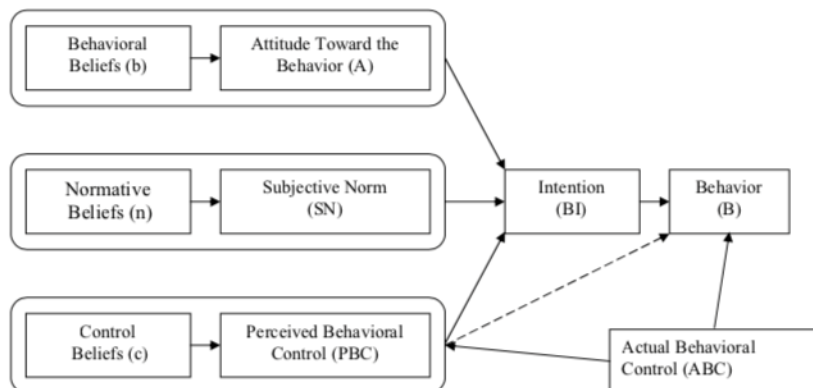 Behavioral
Beliefs (b)
Attitude Toward the
Behavior (A)
Normative
Beliefs (n)
Subjective Norm
(SN)
Intention
(BI)
Behavior
(B)
Control
Beliefs (c)
Perceived Behavioral
Control (PBC)
Actual Behavioral
Control (ABC)